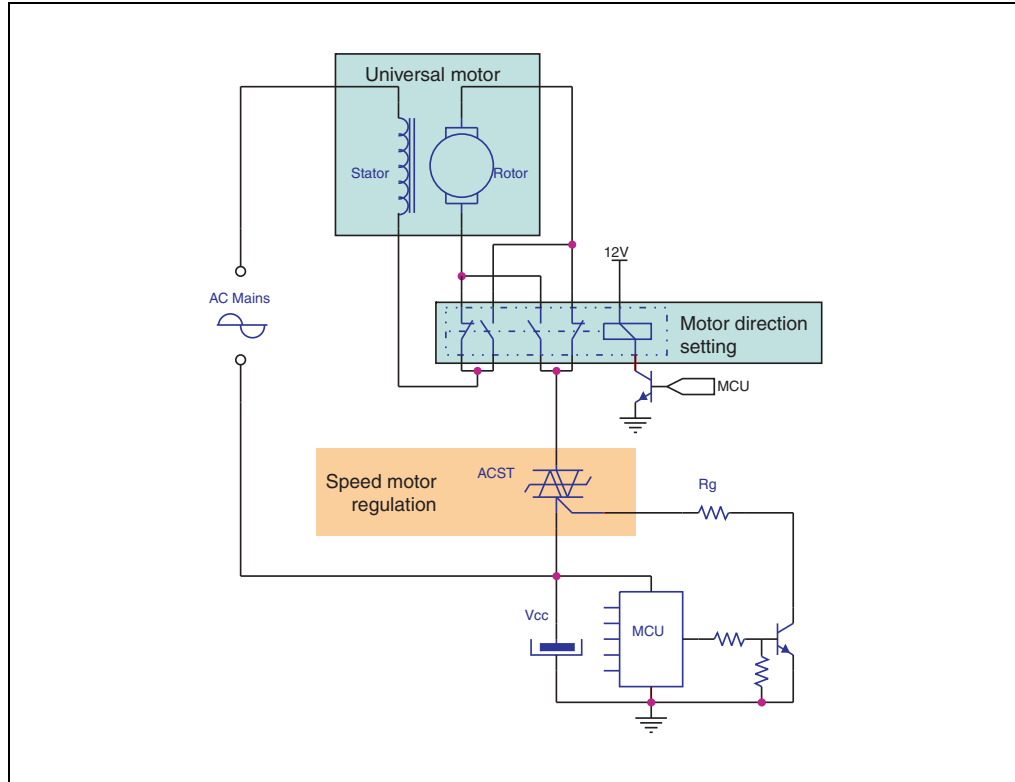 Universal motor
Stator
Rotor
12V
AC Mains
Motor direction
setting
MCU
ACST
Speed motor
regulation
Rg
Vcc
MCU